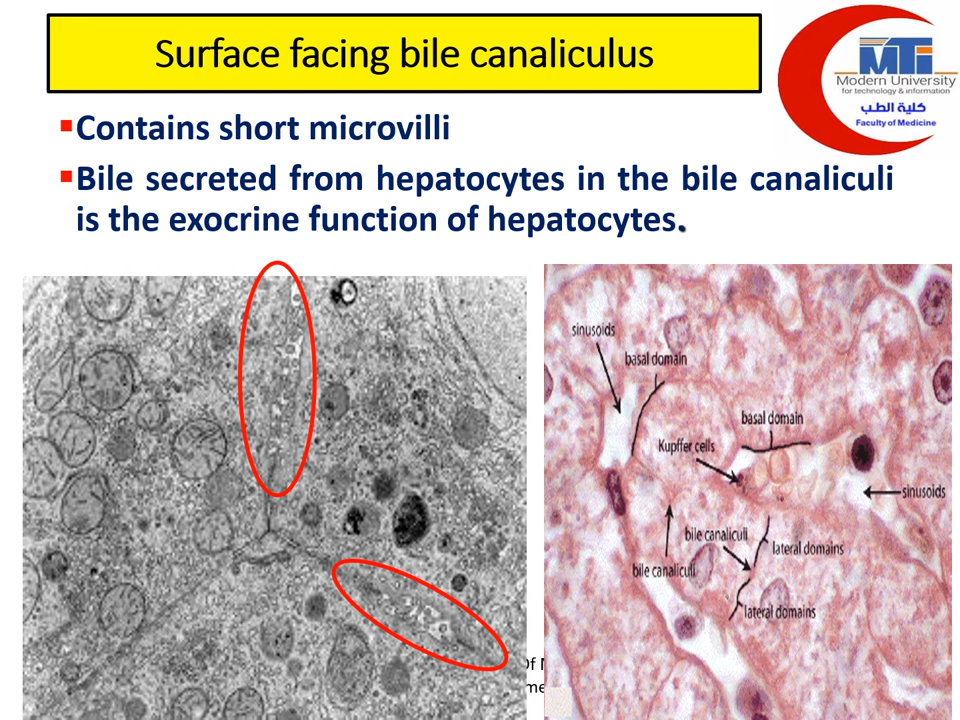 Surface facing bile canaliculus
MTi
Modern University
for technology & information
كلية الطب
Faculty of Medicine
Contains short microvilli
Bile secreted from hepatocytes in the bile canaliculi
is the exocrine function of hepatocytes.
sinusoids
basal domain
basal domain
Kupffer cells
sinusoids
bile canaliculi
lateral domains
bile canaliculi
lateral domains
Of
me